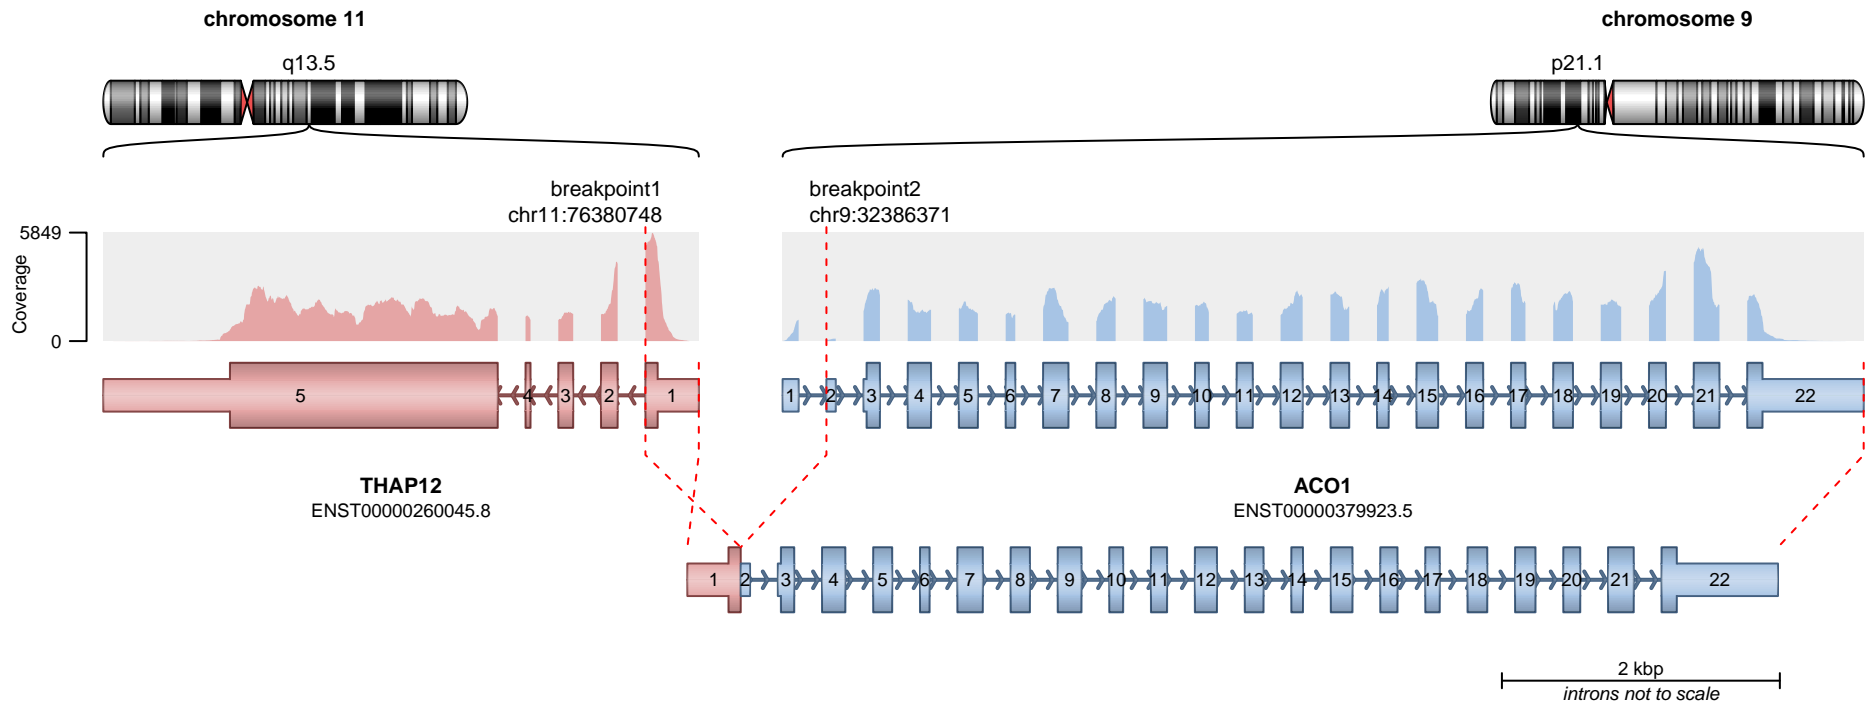 chromosome 11
chromosome 9
q13.5
p21.1
breakpoint1
chr11:76380748
breakpoint2
chr9:32386371
5849
Coverage
0
5 4 3 2 1
1 2 3 4 5 6 7 8 9 10 11 12 13 14 15 16 17 18 19 20 21 22
THAP12
ENST00000260045.8
ACO1
ENST00000379923.5
1 2 3 4 5 6 7 8 9 10 11 12 13 14 15 16 17 18 19 20 21 22
2 kbp
introns not to scale